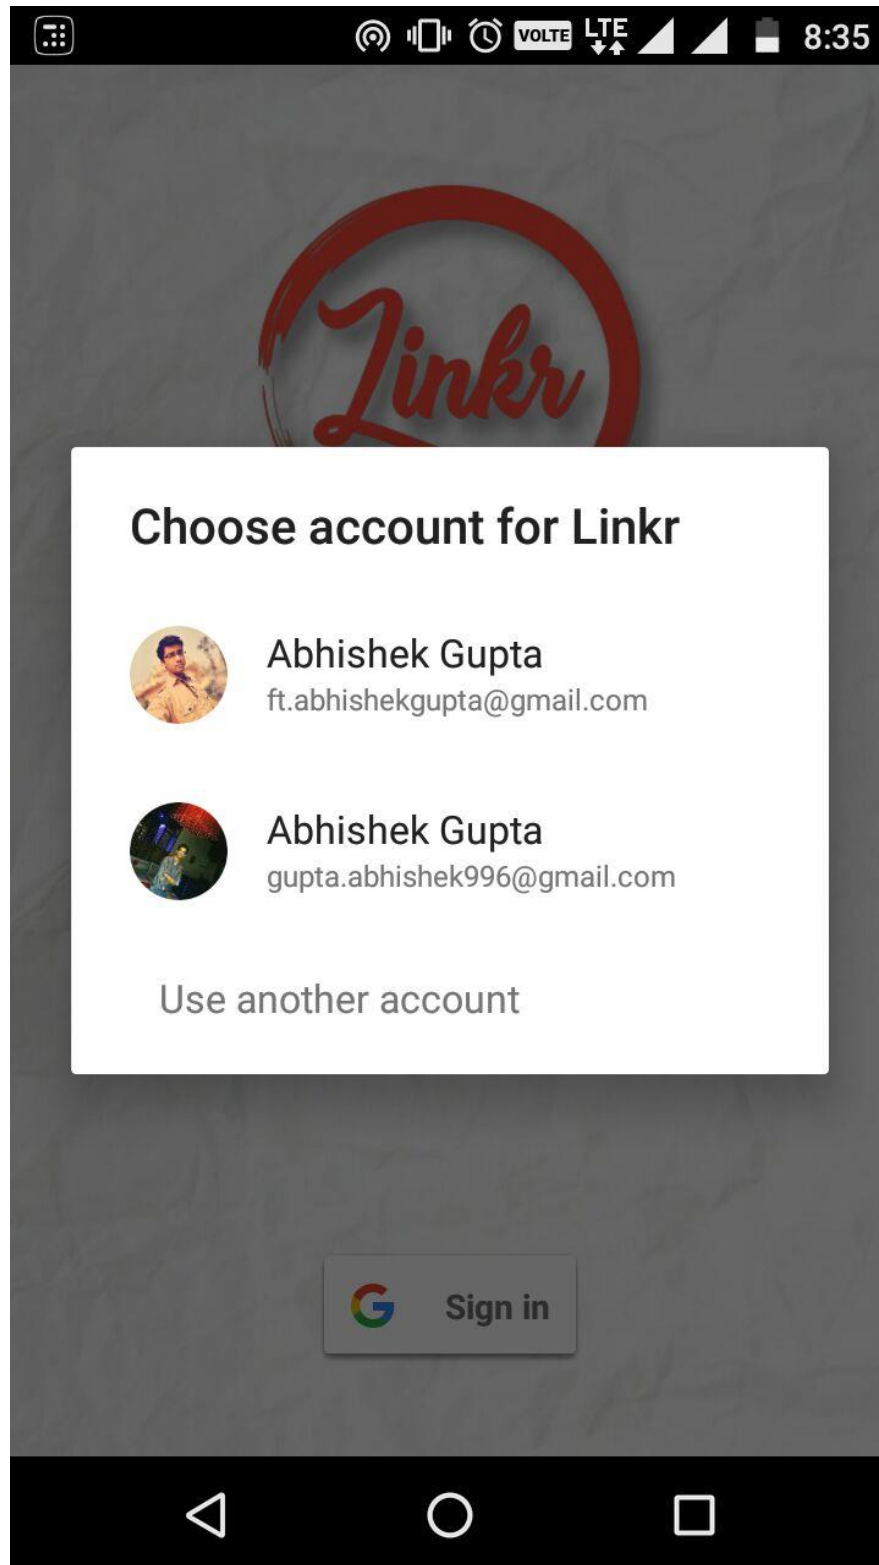 VOLTE LTE 8:35
Linkr
Choose account for Linkr
Abhishek Gupta
ft.abhishekgupta@gmail.com
Abhishek Gupta
gupta.abhishek996@gmail.com
Use another account
G Sign in